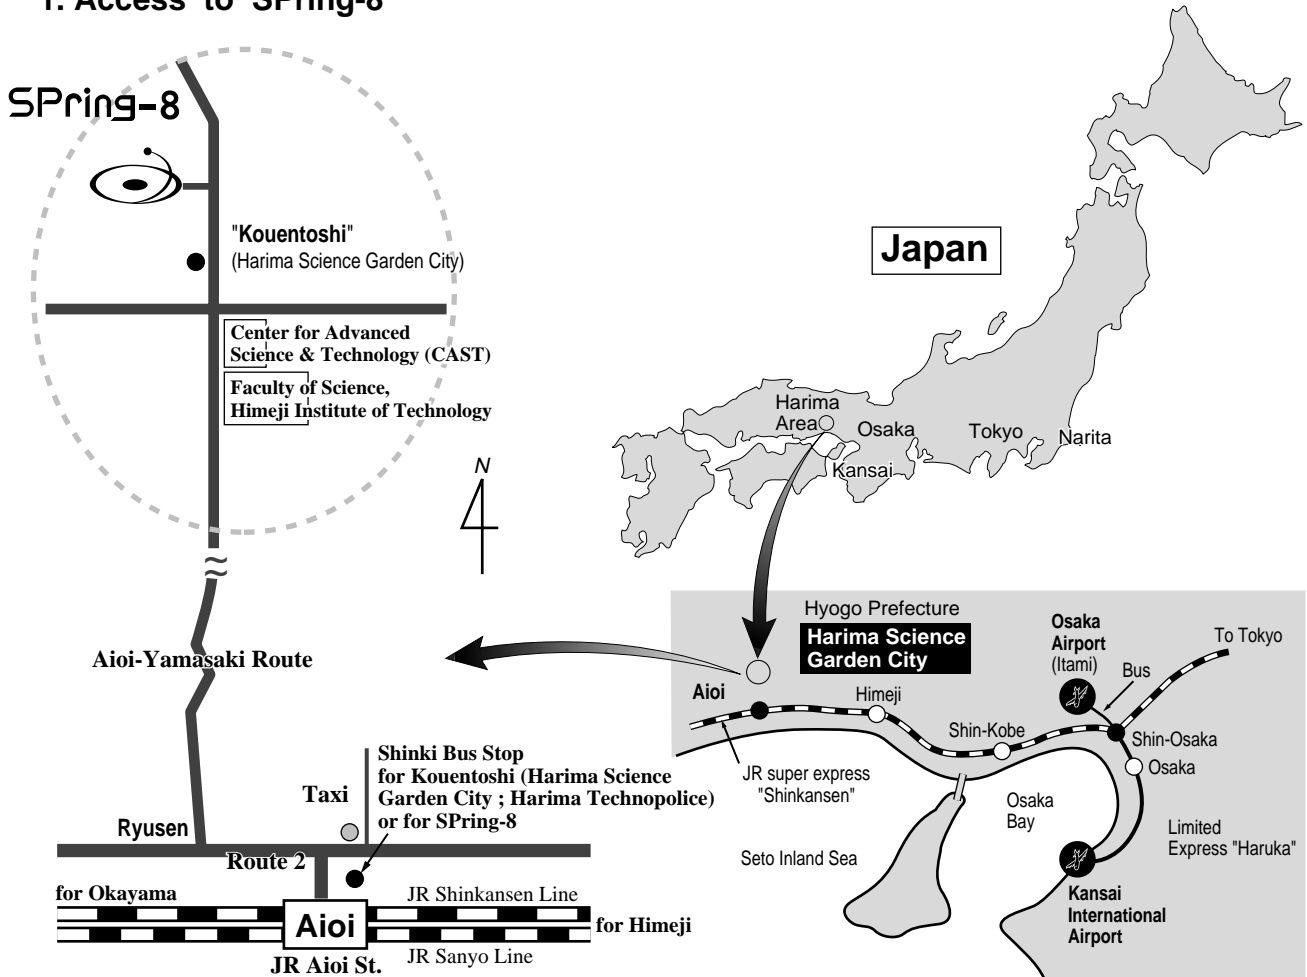 1. Access to SPring-8
SPring-8
"Kouentoshi"
(Harima Science Garden City)
Center for Advanced
Science & Technology (CAST)
Faculty of Science,
Himeji Institute of Technology
N
Aioi-Yamasaki Route
Shinki Bus Stop
for Kouentoshi (Harima Science
Garden City ; Harima Technopolice)
or for SPring-8
Taxi
Ryusen
Route 2
for Okayama
JR Shinkansen Line
Aioi
for Himeji
JR Sanyo Line
JR Aioi St.
Japan
Harima
Area
Osaka
Tokyo
Narita
Kansai
Hyogo Prefecture
Harima Science
Garden City
Osaka
Airport
(Itami)
To Tokyo
Bus
Aioi
Himeji
Shin-Kobe
Shin-Osaka
Osaka
JR super express
"Shinkansen"
Osaka
Bay
Limited
Express "Haruka"
Seto Inland Sea
Kansai
International
Airport